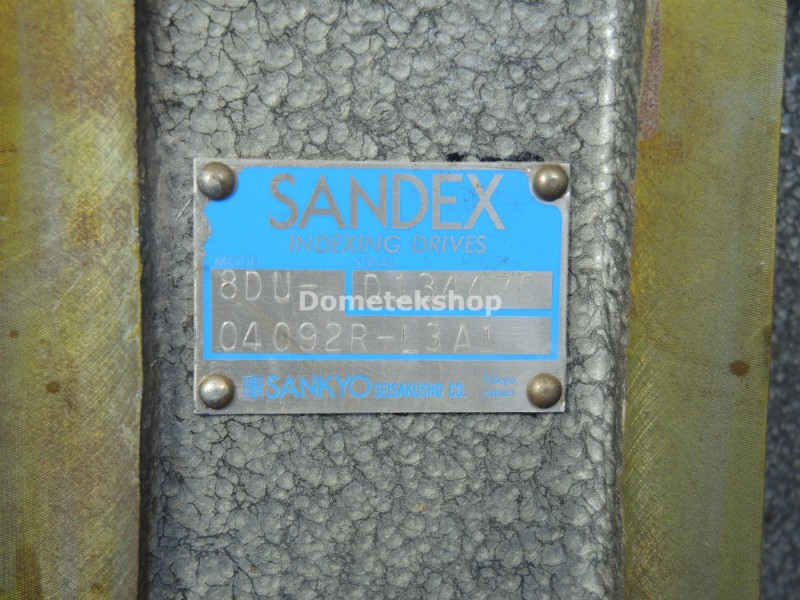 SANDEX
INDEXING DRIVES
MODEL SERIAL
8DU-
Dometekshop
04092R-L3A1
SANKYO SEISAKUSHO CO. Tokyo Japan